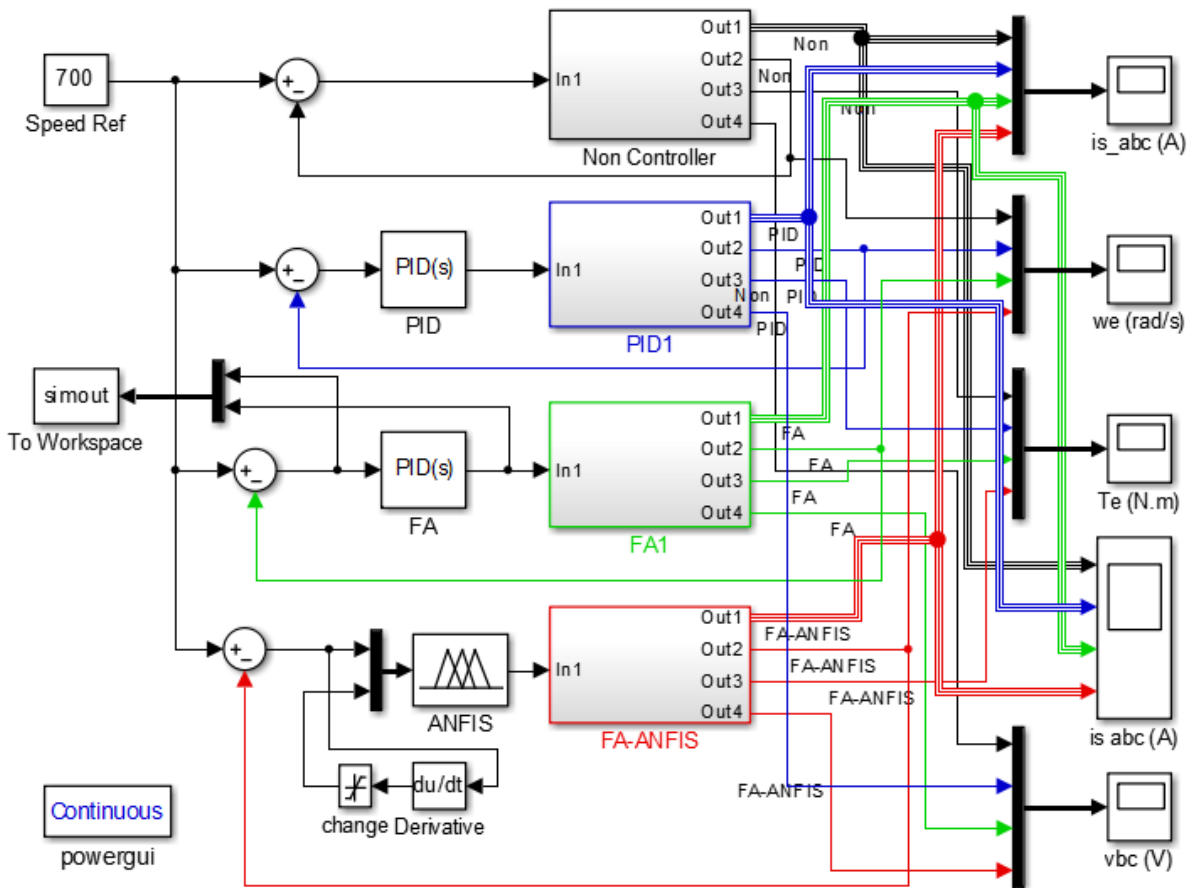 700
Speed Ref
+
−
In1
Out1
Out2
Out3
Out4
Non Controller
Non
Non
Non
is_abc (A)
+
−
PID(s)
PID
In1
Out1
Out2
Out3
Out4
PID1
PID
PID
Non
PID
PID
we (rad/s)
simout
To Workspace
+
−
PID(s)
FA
In1
Out1
Out2
Out3
Out4
FA1
FA
FA
FA
FA
Te (N.m)
+
−
ANFIS
In1
Out1
Out2
Out3
Out4
FA-ANFIS
FA-ANFIS
FA-ANFIS
FA-ANFIS
FA-ANFIS
is abc (A)
du/dt
change
Derivative
Continuous
powergui
vbc (V)